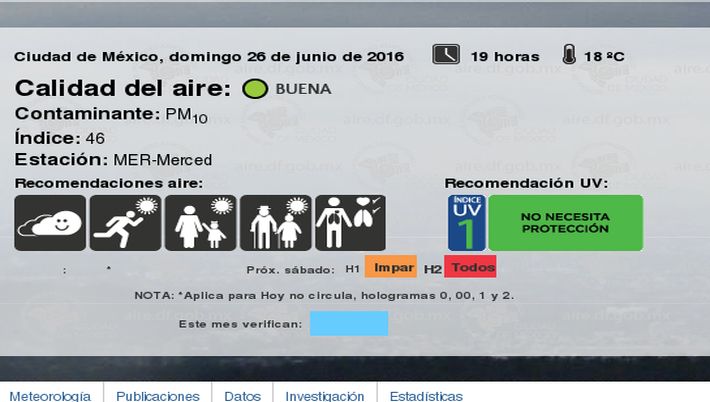 Ciudad de México, domingo 26 de junio de 2016 19 horas 18 ºC
Calidad del aire: BUENA
Contaminante: PM10
Índice: 46
Estación: MER-Merced
Recomendaciones aire: Recomendación UV:
ÍNDICE UV 1 NO NECESITA PROTECCIÓN
: * Próx. sábado: H1 Impar H2 Todos
NOTA: *Aplica para Hoy no circula, hologramas 0, 00, 1 y 2.
Este mes verifican:
Meteorología Publicaciones Datos Investigación Estadísticas